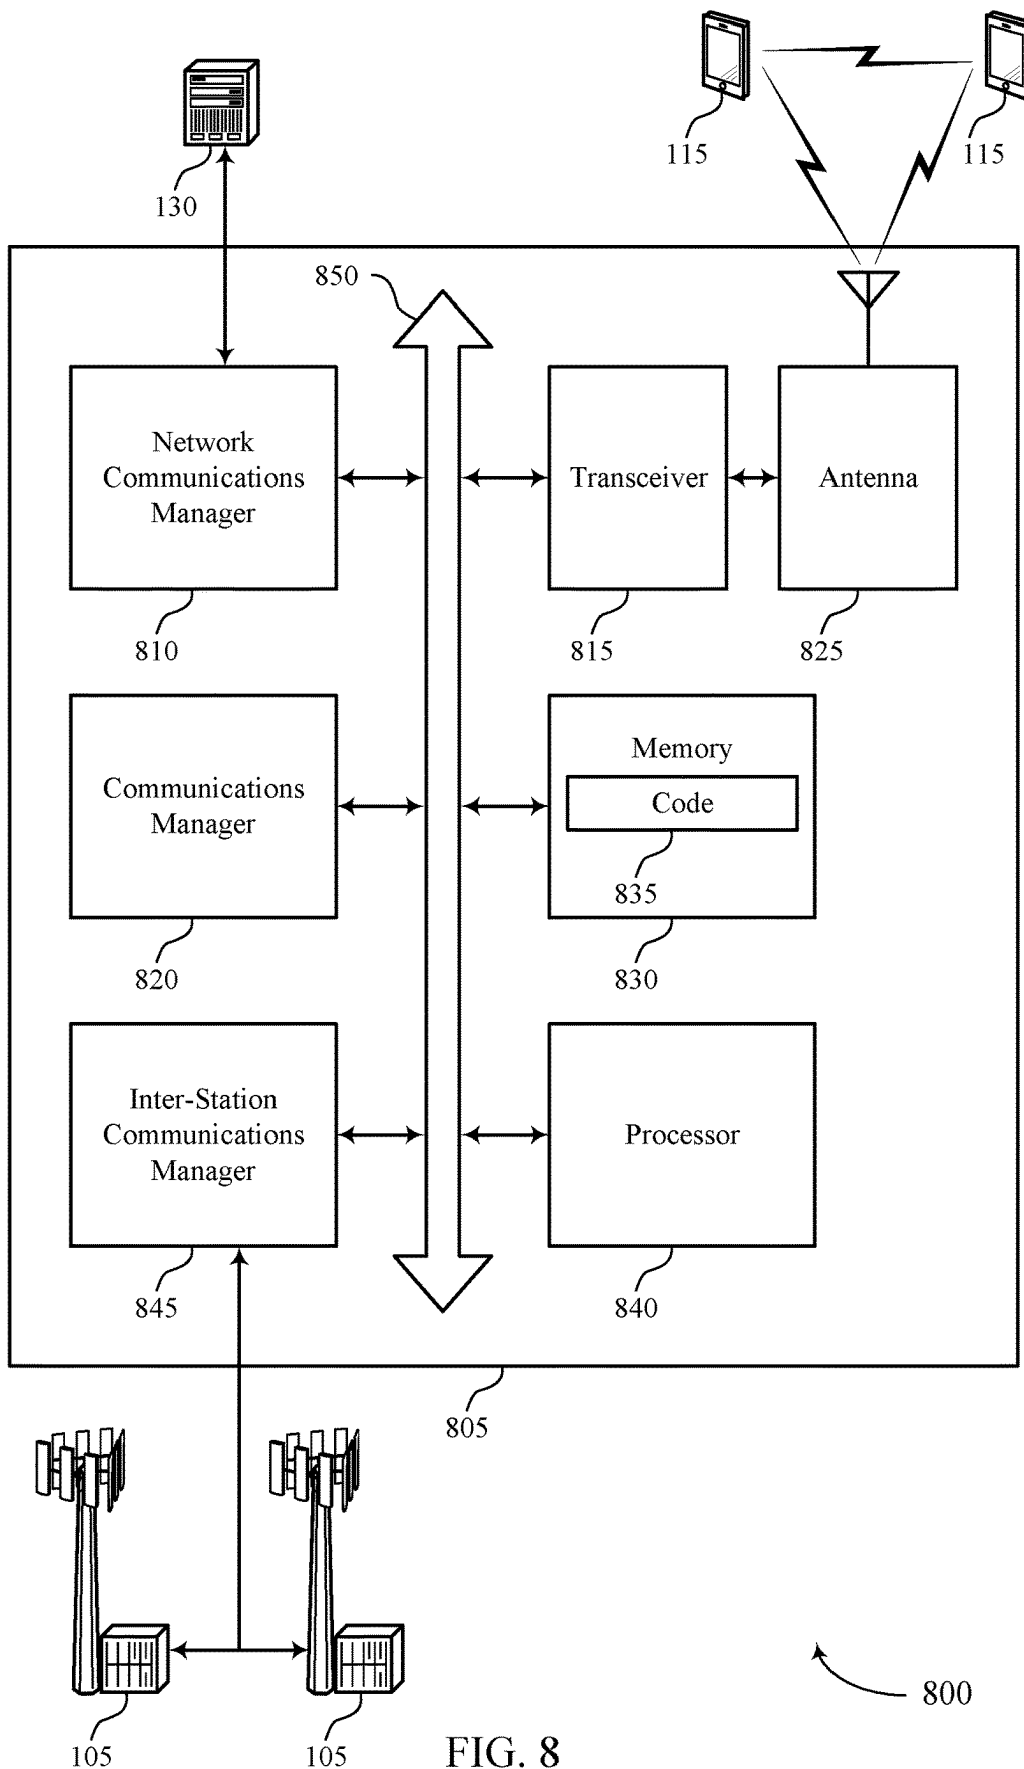 115
115
130
850
Network
Communications
Manager
Transceiver
Antenna
810
815
825
Communications
Manager
Memory
Code
835
820
830
Inter-Station
Communications
Manager
Processor
845
840
805
800
105
105
FIG. 8